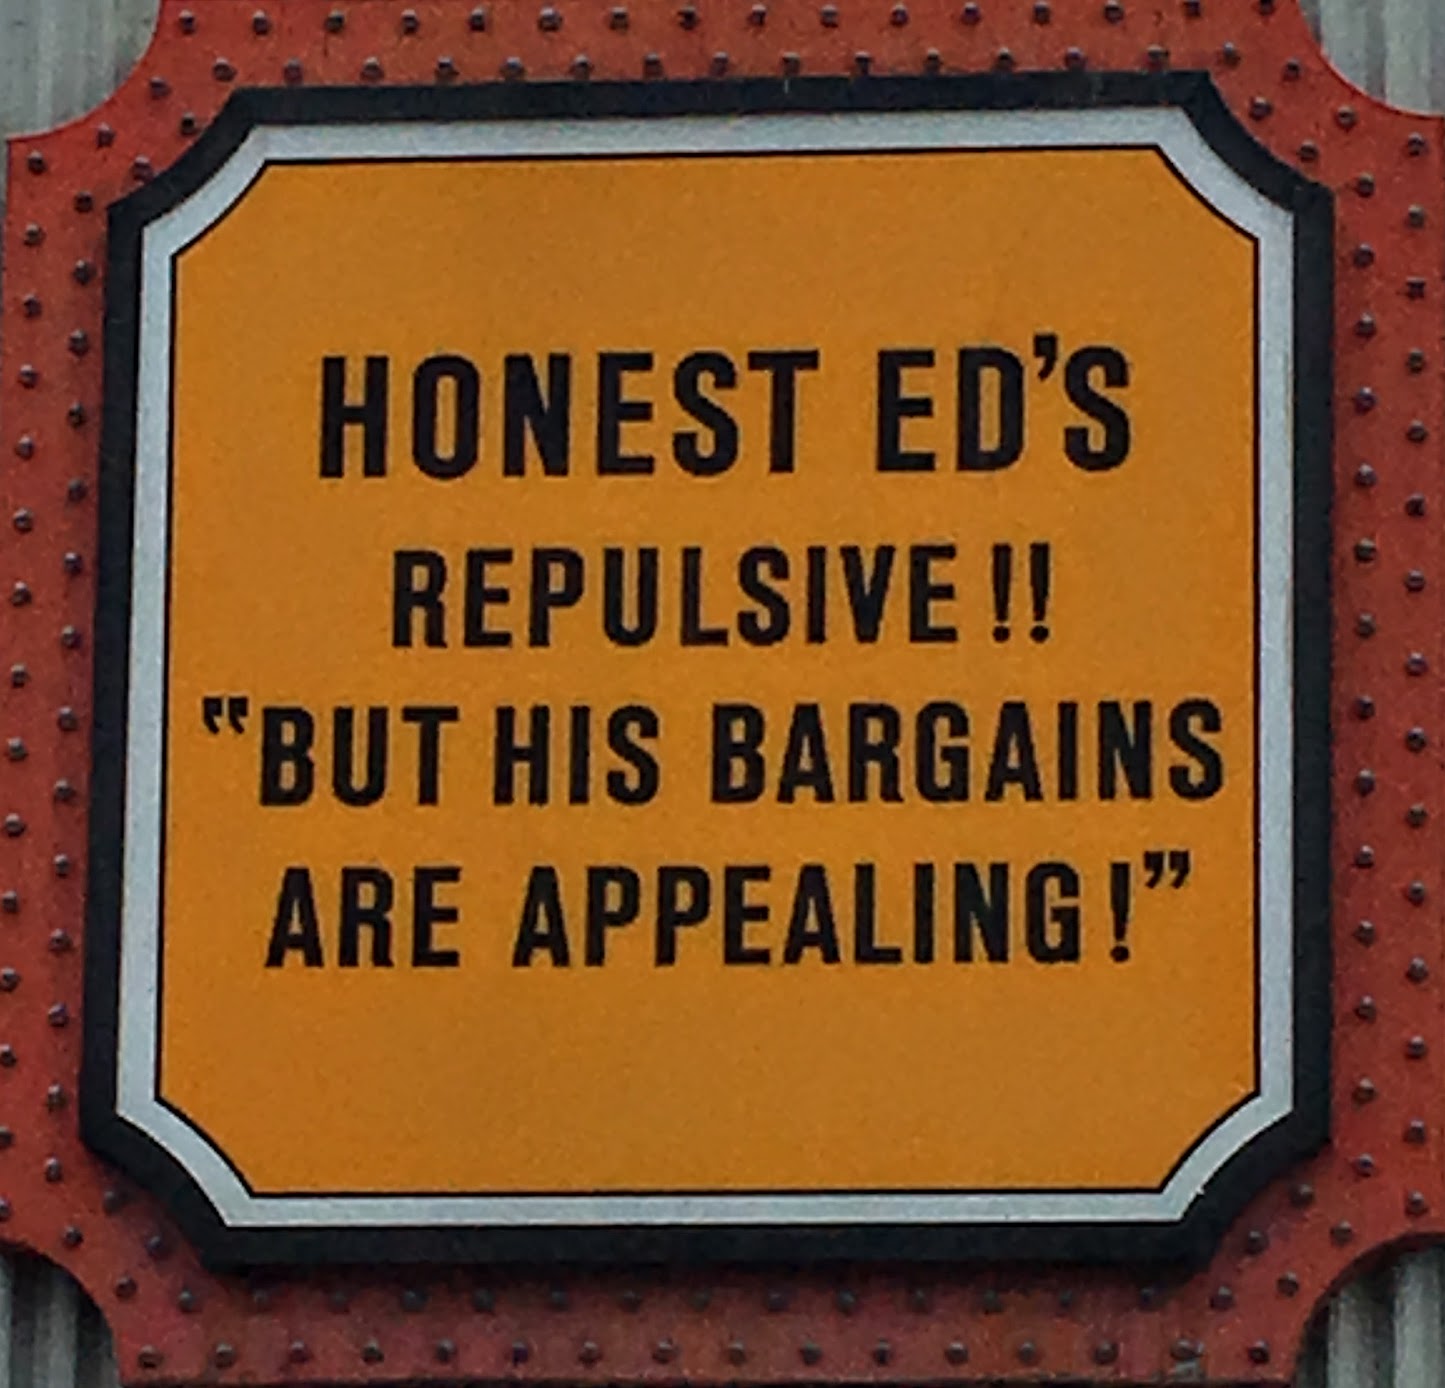 HONEST ED'S
REPULSIVE!!
"BUT HIS BARGAINS
ARE APPEALING!"